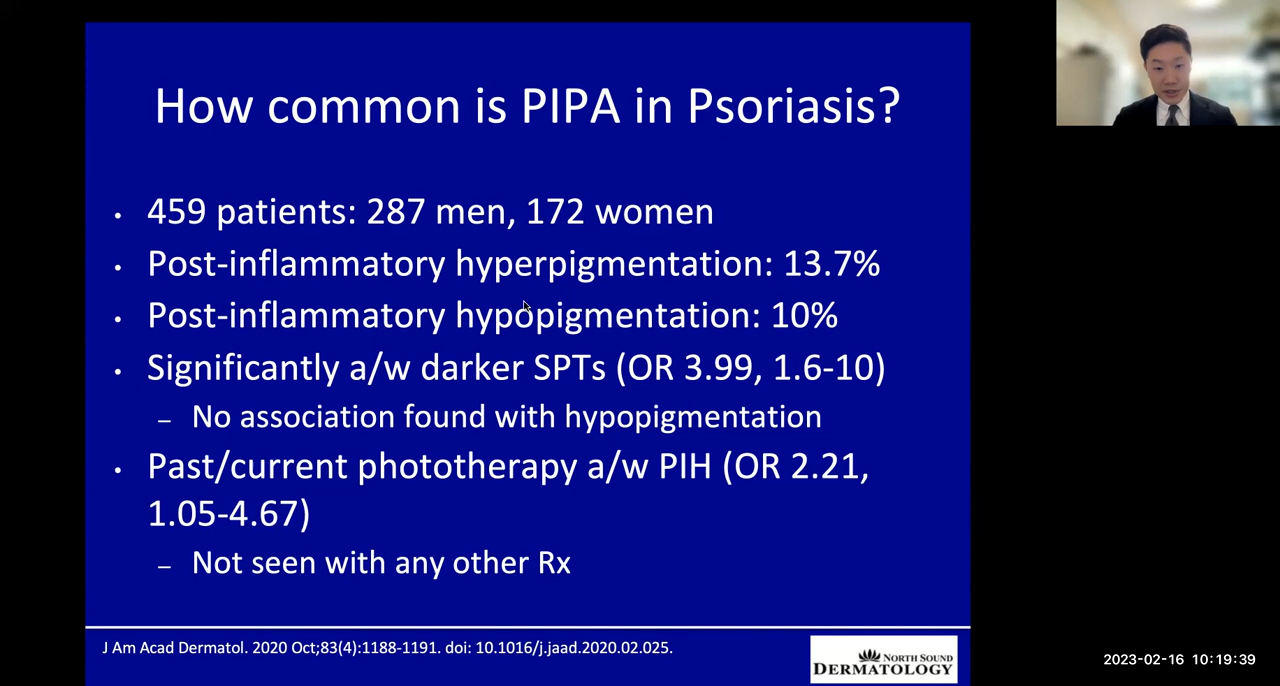 How common is PIPA in Psoriasis?
• 459 patients: 287 men, 172 women
• Post-inflammatory hyperpigmentation: 13.7%
• Post-inflammatory hypopigmentation: 10%
• Significantly a/w darker SPTs (OR 3.99, 1.6-10)
– No association found with hypopigmentation
• Past/current phototherapy a/w PIH (OR 2.21,
1.05-4.67)
– Not seen with any other Rx
J Am Acad Dermatol. 2020 Oct;83(4):1188-1191. doi: 10.1016/j.jaad.2020.02.025.
NORTH SOUND
DERMATOLOGY
2023-02-16 10:19:39